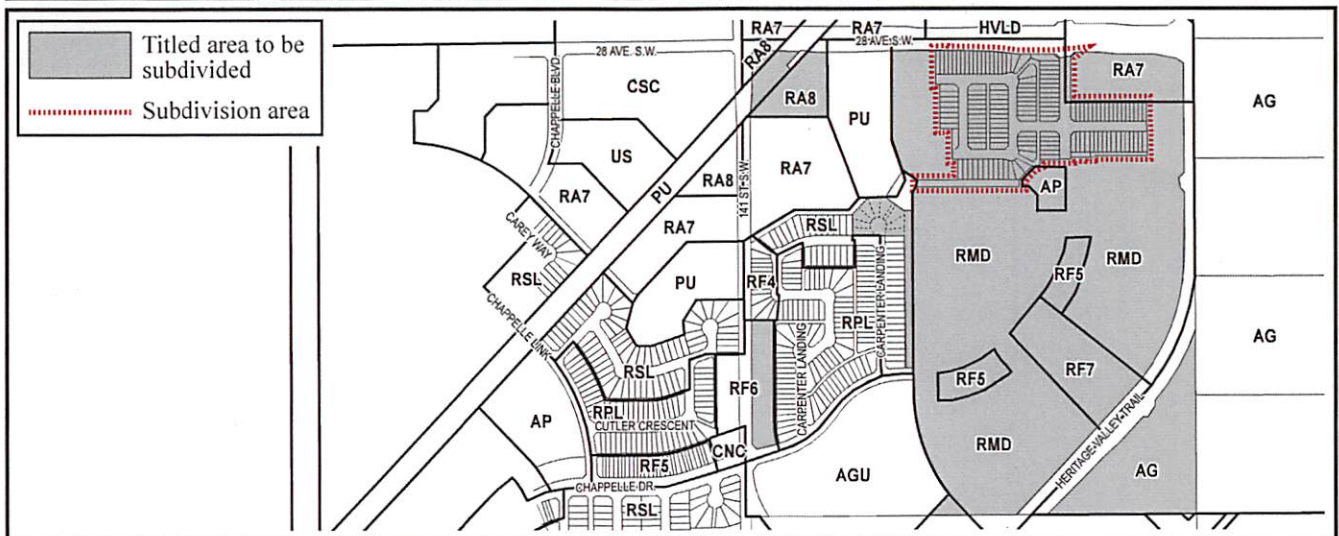 Titled area to be
subdivided
Subdivision area
RA7
RA7
HVLD
28 AVE. S.W.
28 AVE S.W.
RA8
CHAPPELLE BLVD
CSC
RA8
PU
RA7
AG
US
RA7
PU
RA8
141 ST S.W.
RA7
AP
CAREY WAY
RA7
RSL
RSL
PU
RF4
CARPENTER LANDING
RMD
RF5
RMD
CHAPPELLE LINK
RPL
AG
RSL
CARPENTER LANDING
RF6
RF5
RF7
RPL
CUTLER CRESCENT
AP
CNC
RMD
HERITAGE VALLEY TRAIL
RF5
AGU
AG
CHAPPELLE DR.
RSL